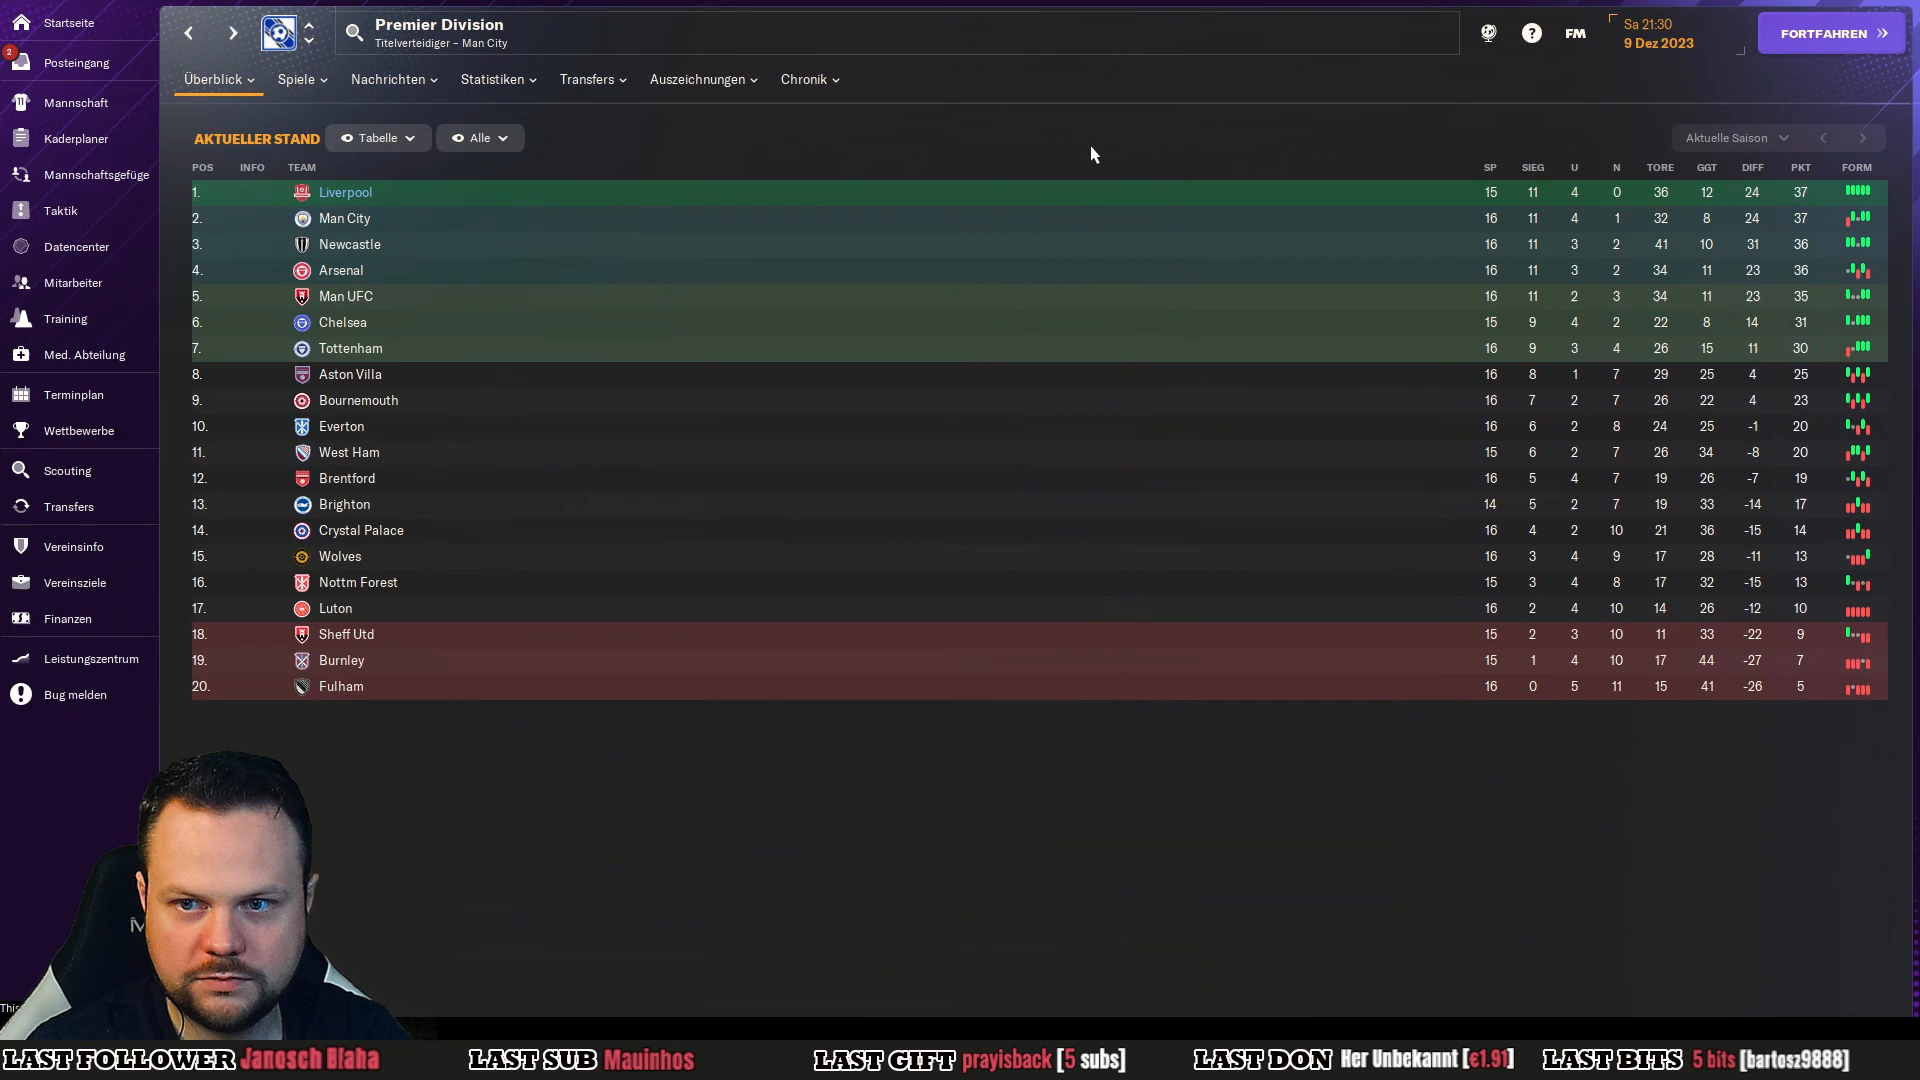 Startseite
2
Posteingang
Mannschaft
Kaderplaner
Mannschaftsgefüge
Taktik
Datencenter
Mitarbeiter
Training
Med. Abteilung
Terminplan
Wettbewerbe
Scouting
Transfers
Vereinsinfo
Vereinsziele
Finanzen
Leistungszentrum
Bug melden
Premier Division
Titelverteidiger – Man City
FM
Sa 21:30
9 Dez 2023
FORTFAHREN
Überblick Spiele Nachrichten Statistiken Transfers Auszeichnungen Chronik
AKTUELLER STAND Tabelle Alle Aktuelle Saison
POS INFO TEAM SP SIEG U N TORE GGT DIFF PKT FORM
1. Liverpool 15 11 4 0 36 12 24 37
2. Man City 16 11 4 1 32 8 24 37
3. Newcastle 16 11 3 2 41 10 31 36
4. Arsenal 16 11 3 2 34 11 23 36
5. Man UFC 16 11 2 3 34 11 23 35
6. Chelsea 15 9 4 2 22 8 14 31
7. Tottenham 16 9 3 4 26 15 11 30
8. Aston Villa 16 8 1 7 29 25 4 25
9. Bournemouth 16 7 2 7 26 22 4 23
10. Everton 16 6 2 8 24 25 -1 20
11. West Ham 15 6 2 7 26 34 -8 20
12. Brentford 16 5 4 7 19 26 -7 19
13. Brighton 14 5 2 7 19 33 -14 17
14. Crystal Palace 16 4 2 10 21 36 -15 14
15. Wolves 16 3 4 9 17 28 -11 13
16. Nottm Forest 15 3 4 8 17 32 -15 13
17. Luton 16 2 4 10 14 26 -12 10
18. Sheff Utd 15 2 3 10 11 33 -22 9
19. Burnley 15 1 4 10 17 44 -27 7
20. Fulham 16 0 5 11 15 41 -26 5
This
LAST FOLLOWER Janosch Blaha LAST SUB Mauinhos LAST GIFT prayisback [5 subs] LAST DON Her Unbekannt [€1.91] LAST BITS 5 bits [bartosz9888]